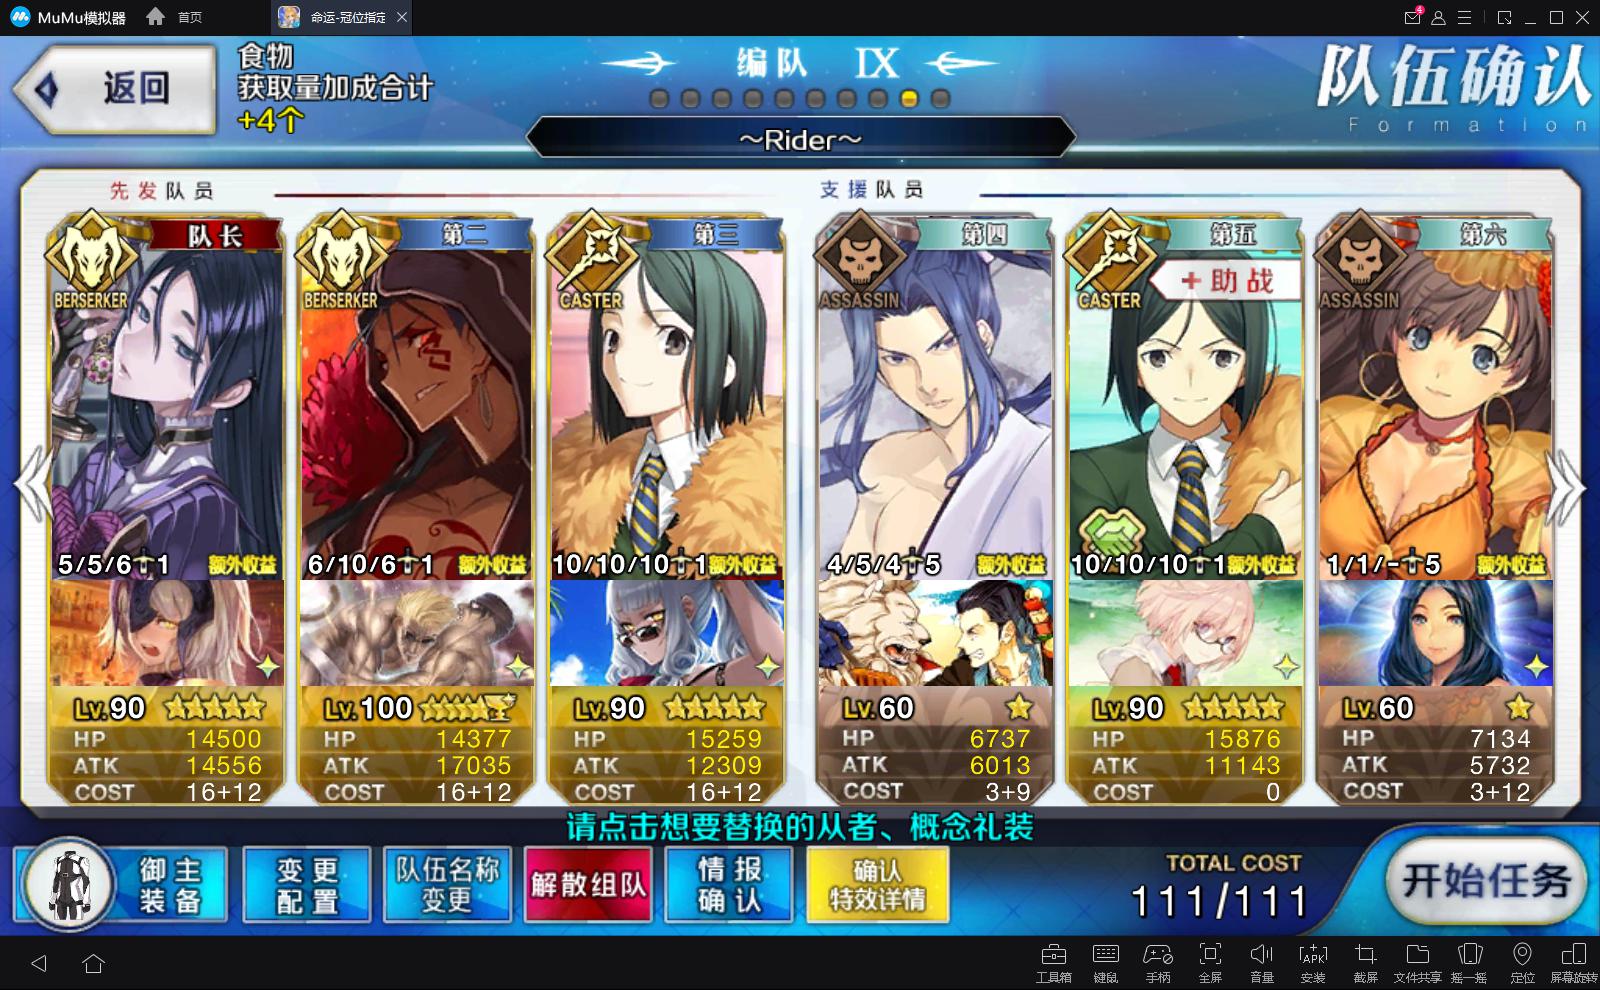 MuMu模拟器
首页
命运-冠位指定
4
返回
食物
获取量加成合计
+4个
编队 IX
~Rider~
队伍确认
Formation
先发队员
支援队员
队长
BERSERKER
5/5/6 1
额外收益
Lv.90
HP 14500
ATK 14556
COST 16+12
第二
BERSERKER
6/10/6 1
额外收益
Lv.100
HP 14377
ATK 17035
COST 16+12
第三
CASTER
10/10/10 1
额外收益
Lv.90
HP 15259
ATK 12309
COST 16+12
第四
ASSASSIN
4/5/4 5
额外收益
Lv.60
HP 6737
ATK 6013
COST 3+9
第五
+助战
CASTER
10/10/10 1
额外收益
Lv.90
HP 15876
ATK 11143
COST 0
第六
ASSASSIN
1/1/- 5
额外收益
Lv.60
HP 7134
ATK 5732
COST 3+12
请点击想要替换的从者、概念礼装
御主
装备
变更
配置
队伍名称
变更
解散组队
情报
确认
确认
特效详情
TOTAL COST
111/111
开始任务
工具箱
键鼠
手柄
全屏
音量
APK
安装
截屏
文件共享
摇一摇
定位
屏幕旋转